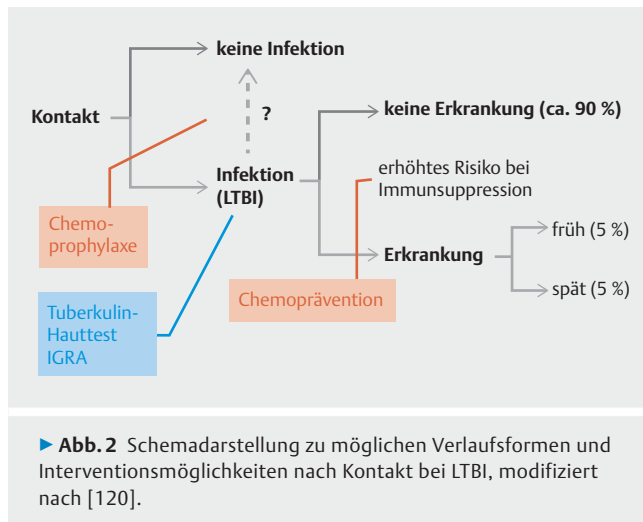 keine Infektion
Kontakt
?
keine Erkrankung (ca. 90 %)
Infektion
(LTBI)
erhöhtes Risiko bei
Immunsuppression
Chemo-
prophylaxe
früh (5 %)
Erkrankung
spät (5 %)
Chemoprävention
Tuberkulin-
Hauttest
IGRA
▶ Abb. 2 Schemadarstellung zu möglichen Verlaufsformen und
Interventionsmöglichkeiten nach Kontakt bei LTBI, modifiziert
nach [120].